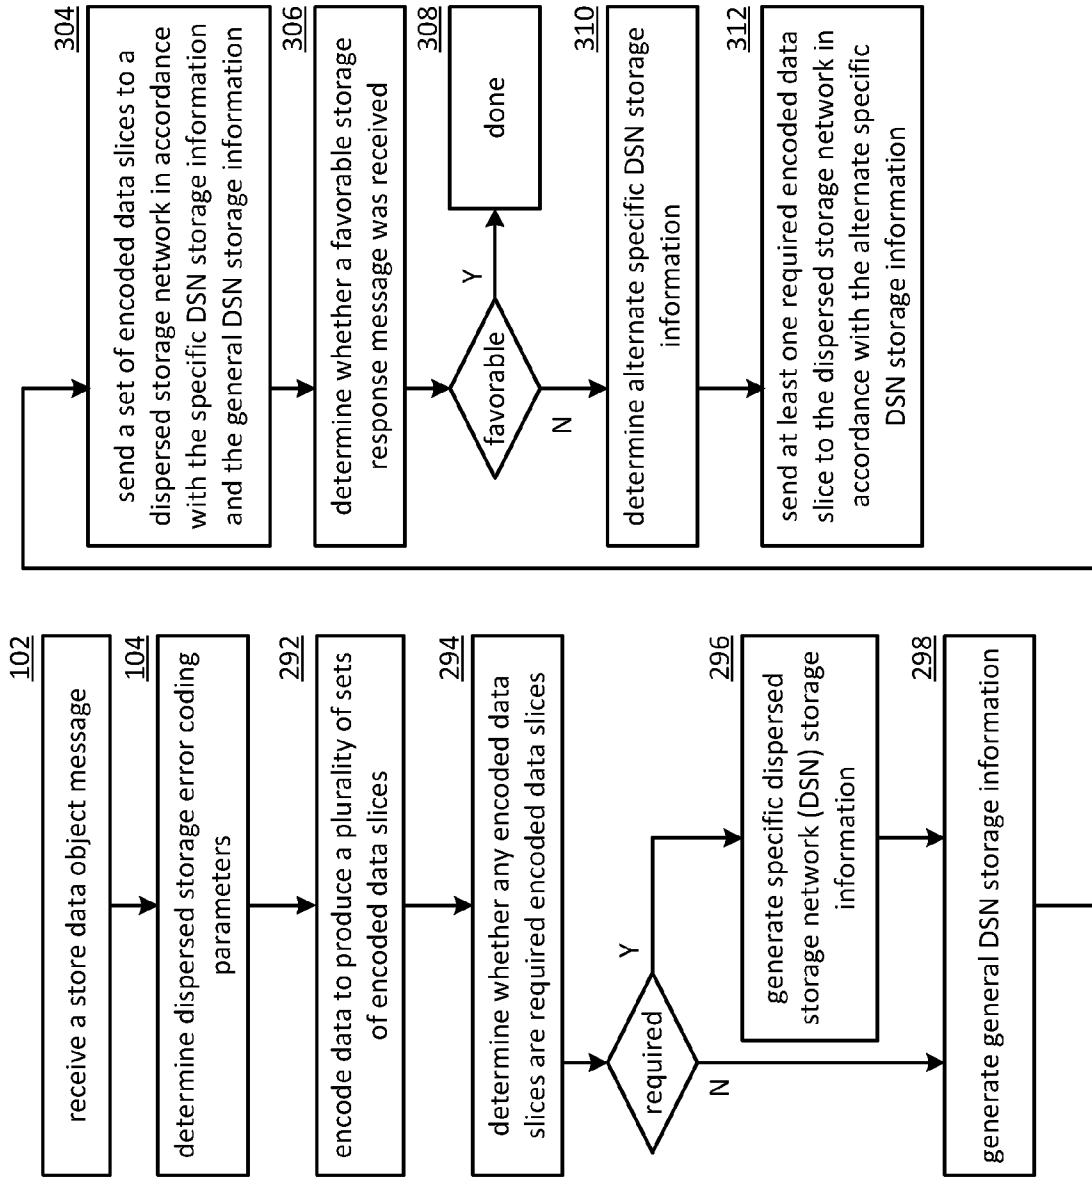 102
receive a store data object message
104
determine dispersed storage error coding
parameters
292
encode data to produce a plurality of sets
of encoded data slices
294
determine whether any encoded data
slices are required encoded data slices
required
Y
N
296
generate specific dispersed
storage network (DSN) storage
information
298
generate general DSN storage information
304
send a set of encoded data slices to a
dispersed storage network in accordance
with the specific DSN storage information
and the general DSN storage information
306
determine whether a favorable storage
response message was received
favorable
Y
N
308
done
310
determine alternate specific DSN storage
information
312
send at least one required encoded data
slice to the dispersed storage network in
accordance with the alternate specific
DSN storage information